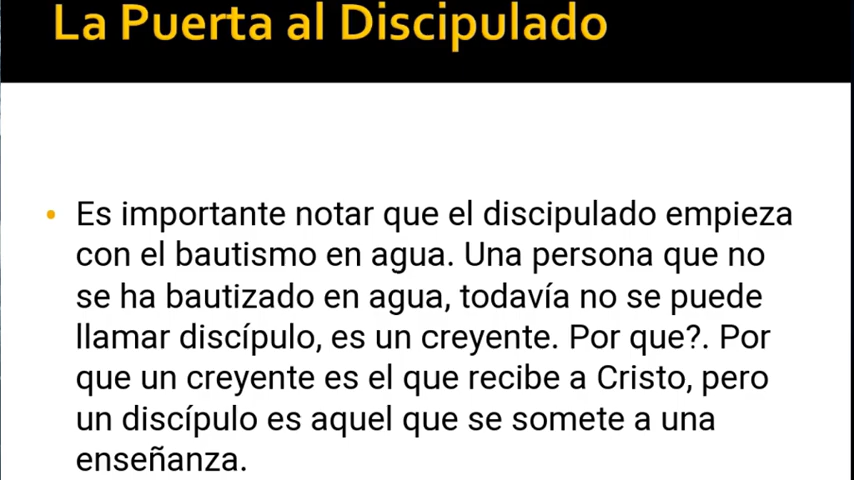 La Puerta al Discipulado
• Es importante notar que el discipulado empieza
con el bautismo en agua. Una persona que no
se ha bautizado en agua, todavía no se puede
llamar discípulo, es un creyente. Por que?. Por
que un creyente es el que recibe a Cristo, pero
un discípulo es aquel que se somete a una
enseñanza.